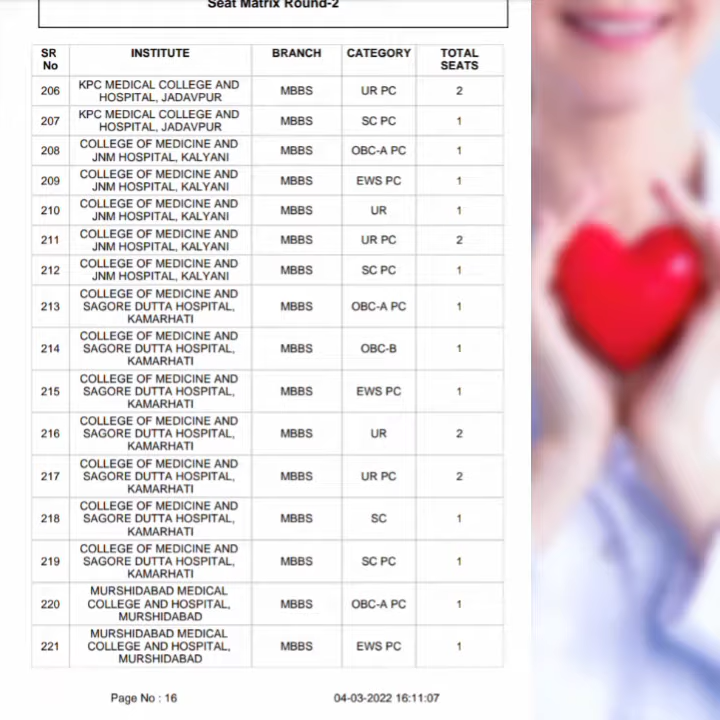 Seat Matrix Round-2
SR No INSTITUTE BRANCH CATEGORY TOTAL SEATS
206 KPC MEDICAL COLLEGE AND HOSPITAL, JADAVPUR MBBS UR PC 2
207 KPC MEDICAL COLLEGE AND HOSPITAL, JADAVPUR MBBS SC PC 1
208 COLLEGE OF MEDICINE AND JNM HOSPITAL, KALYANI MBBS OBC-A PC 1
209 COLLEGE OF MEDICINE AND JNM HOSPITAL, KALYANI MBBS EWS PC 1
210 COLLEGE OF MEDICINE AND JNM HOSPITAL, KALYANI MBBS UR 1
211 COLLEGE OF MEDICINE AND JNM HOSPITAL, KALYANI MBBS UR PC 2
212 COLLEGE OF MEDICINE AND JNM HOSPITAL, KALYANI MBBS SC PC 1
213 COLLEGE OF MEDICINE AND SAGORE DUTTA HOSPITAL, KAMARHATI MBBS OBC-A PC 1
214 COLLEGE OF MEDICINE AND SAGORE DUTTA HOSPITAL, KAMARHATI MBBS OBC-B 1
215 COLLEGE OF MEDICINE AND SAGORE DUTTA HOSPITAL, KAMARHATI MBBS EWS PC 1
216 COLLEGE OF MEDICINE AND SAGORE DUTTA HOSPITAL, KAMARHATI MBBS UR 2
217 COLLEGE OF MEDICINE AND SAGORE DUTTA HOSPITAL, KAMARHATI MBBS UR PC 2
218 COLLEGE OF MEDICINE AND SAGORE DUTTA HOSPITAL, KAMARHATI MBBS SC 1
219 COLLEGE OF MEDICINE AND SAGORE DUTTA HOSPITAL, KAMARHATI MBBS SC PC 1
220 MURSHIDABAD MEDICAL COLLEGE AND HOSPITAL, MURSHIDABAD MBBS OBC-A PC 1
221 MURSHIDABAD MEDICAL COLLEGE AND HOSPITAL, MURSHIDABAD MBBS EWS PC 1
Page No : 16 04-03-2022 16:11:07